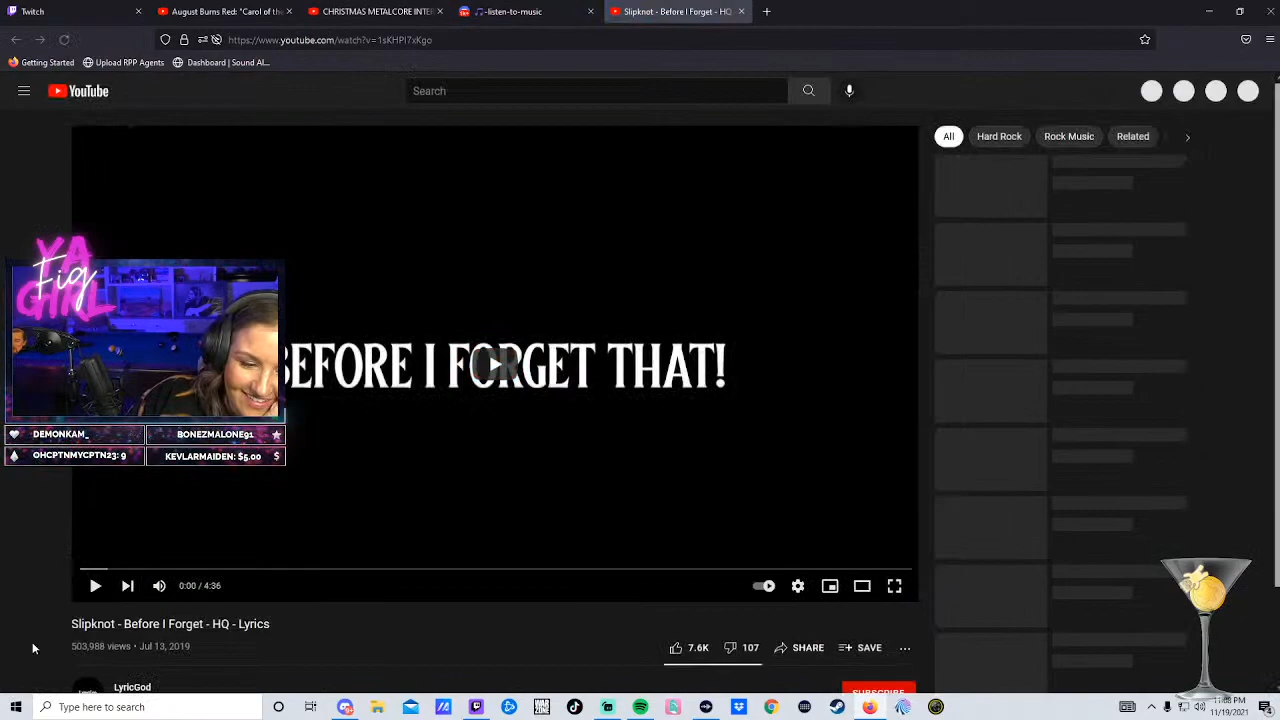 Twitch
August Burns Red: "Carol of the
CHRISTMAS METALCORE INTER
-listen-to-music
Slipknot - Before I Forget - HQ -
https://www.youtube.com/watch?v=1sKHPI7xKgo
Getting Started
Upload RPP Agents
Dashboard | Sound Al...
YouTube
Search
All
Hard Rock
Rock Music
Related
YA
Fig
GIRL
BEFORE I FORGET THAT!
DEMONKAM_
BONEZMALONE91
OHCPTNMYCPTN23: 9
KEVLARMAIDEN: $5.00
0:00 / 4:36
Slipknot - Before I Forget - HQ - Lyrics
503,988 views • Jul 13, 2019
7.6K
107
SHARE
SAVE
LyricGod
SUBSCRIBE
Type here to search
11/19/2021